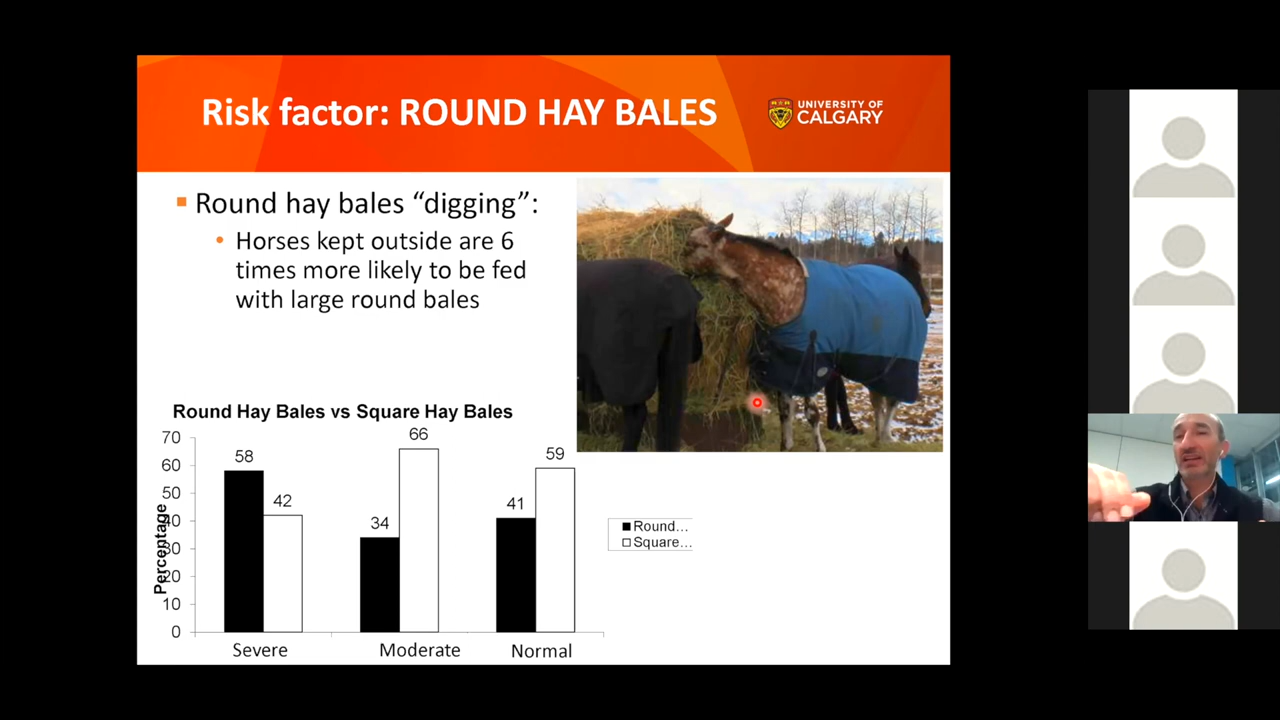 Risk factor: ROUND HAY BALES
UNIVERSITY OF
CALGARY
Round hay bales “digging”:
Horses kept outside are 6
times more likely to be fed
with large round bales
Round Hay Bales vs Square Hay Bales
Percentage
70
60
50
40
30
20
10
0
58
42
34
66
41
59
Severe
Moderate
Normal
Round...
Square...